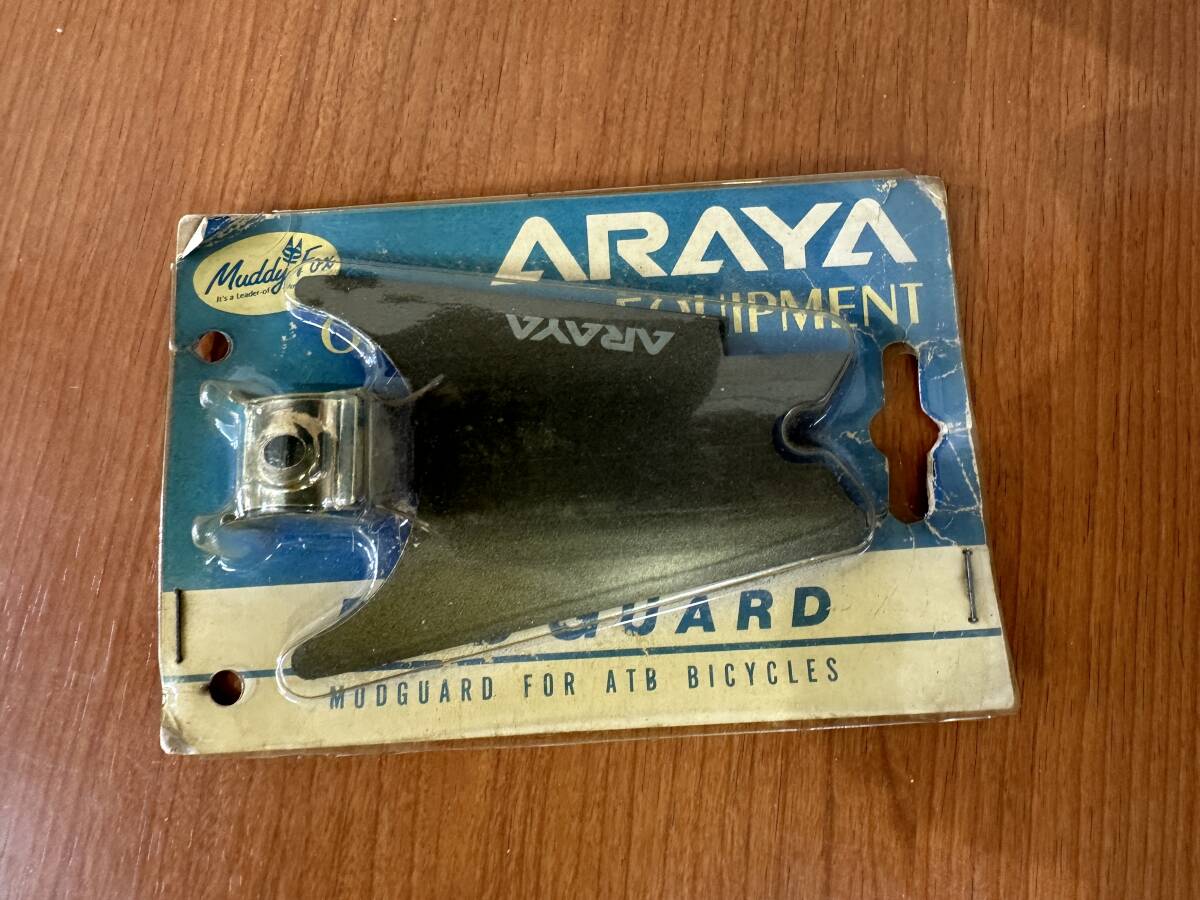 ARAYA
Muddy Fox
It's a Leader-of
EQUIPMENT
ARAYA
GUARD
MUDGUARD FOR ATB BICYCLES